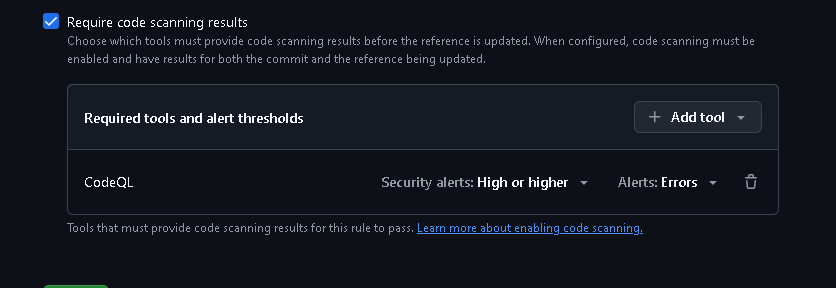 Require code scanning results
Choose which tools must provide code scanning results before the reference is updated. When configured, code scanning must be
enabled and have results for both the commit and the reference being updated.
Required tools and alert thresholds
Add tool
CodeQL
Security alerts: High or higher
Alerts: Errors
Tools that must provide code scanning results for this rule to pass. Learn more about enabling code scanning.